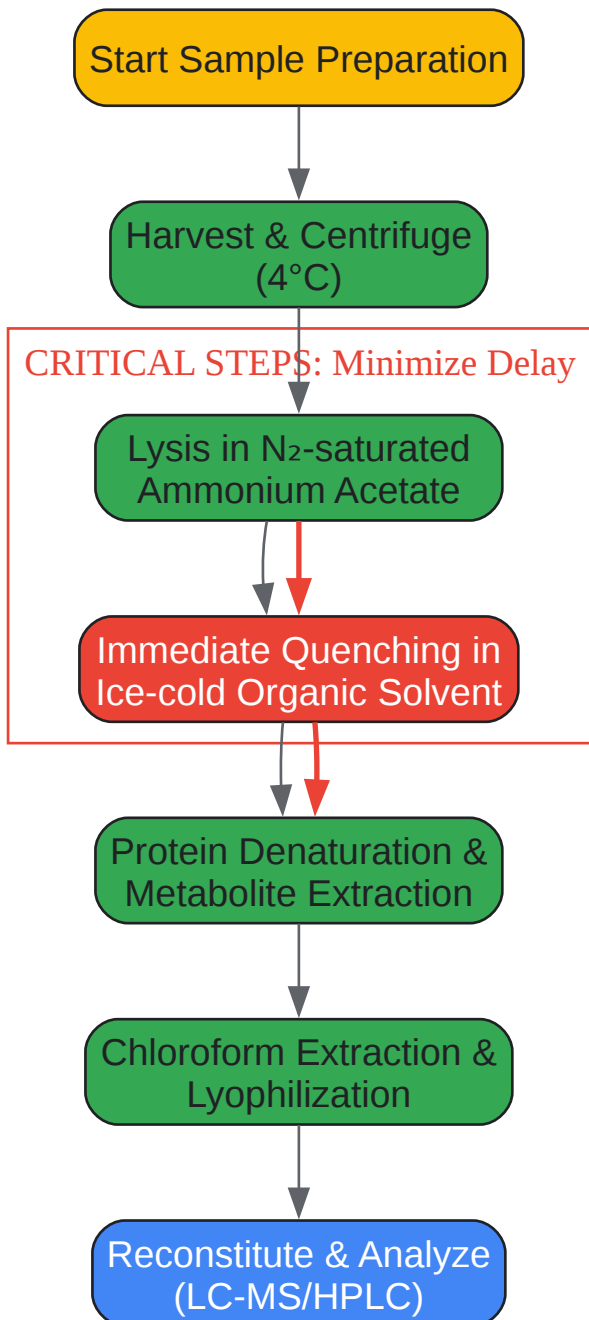 Start Sample Preparation
Harvest & Centrifuge
(4°C)
CRITICAL STEPS: Minimize Delay
Lysis in N₂-saturated
Ammonium Acetate
Immediate Quenching in
Ice-cold Organic Solvent
Protein Denaturation &
Metabolite Extraction
Chloroform Extraction &
Lyophilization
Reconstitute & Analyze
(LC-MS/HPLC)